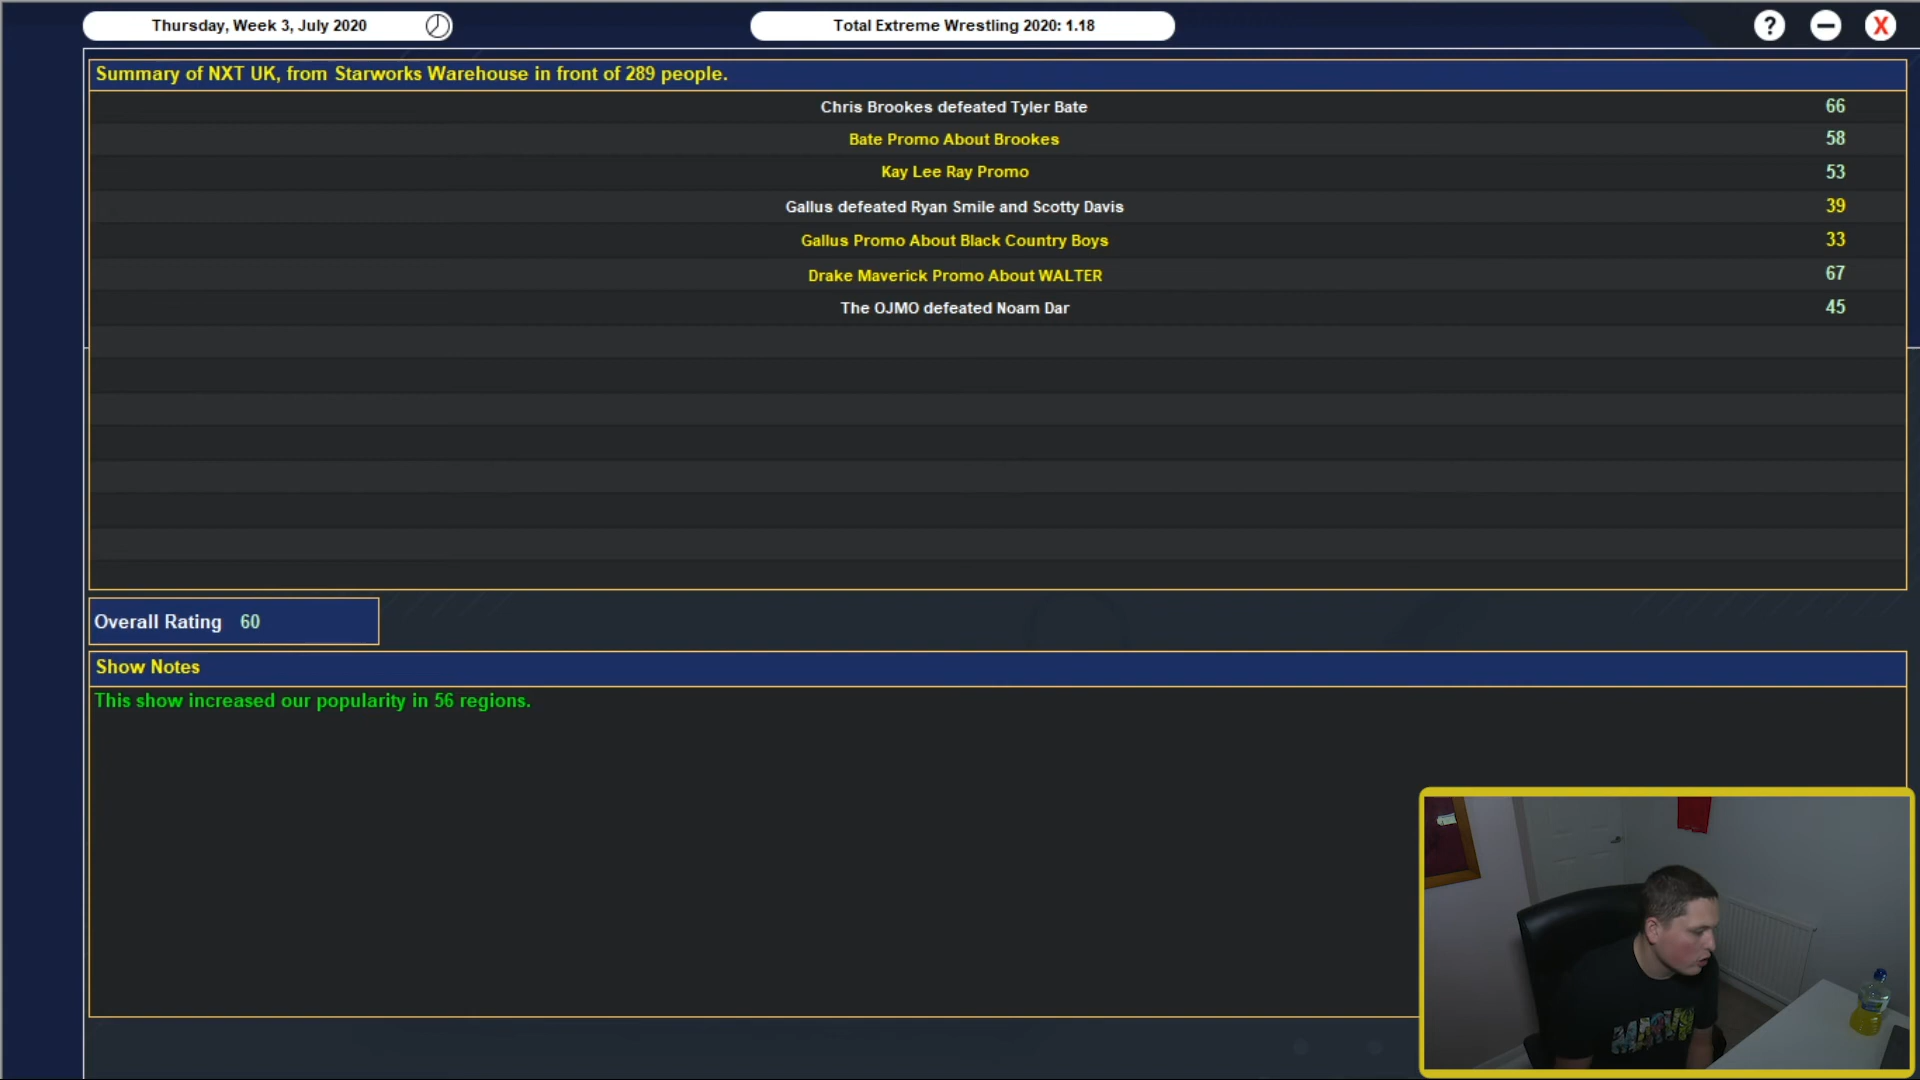 Thursday, Week 3, July 2020
Total Extreme Wrestling 2020: 1.18
?
X
Summary of NXT UK, from Starworks Warehouse in front of 289 people.
Chris Brookes defeated Tyler Bate 66
Bate Promo About Brookes 58
Kay Lee Ray Promo 53
Gallus defeated Ryan Smile and Scotty Davis 39
Gallus Promo About Black Country Boys 33
Drake Maverick Promo About WALTER 67
The OJMO defeated Noam Dar 45
Overall Rating 60
Show Notes
This show increased our popularity in 56 regions.